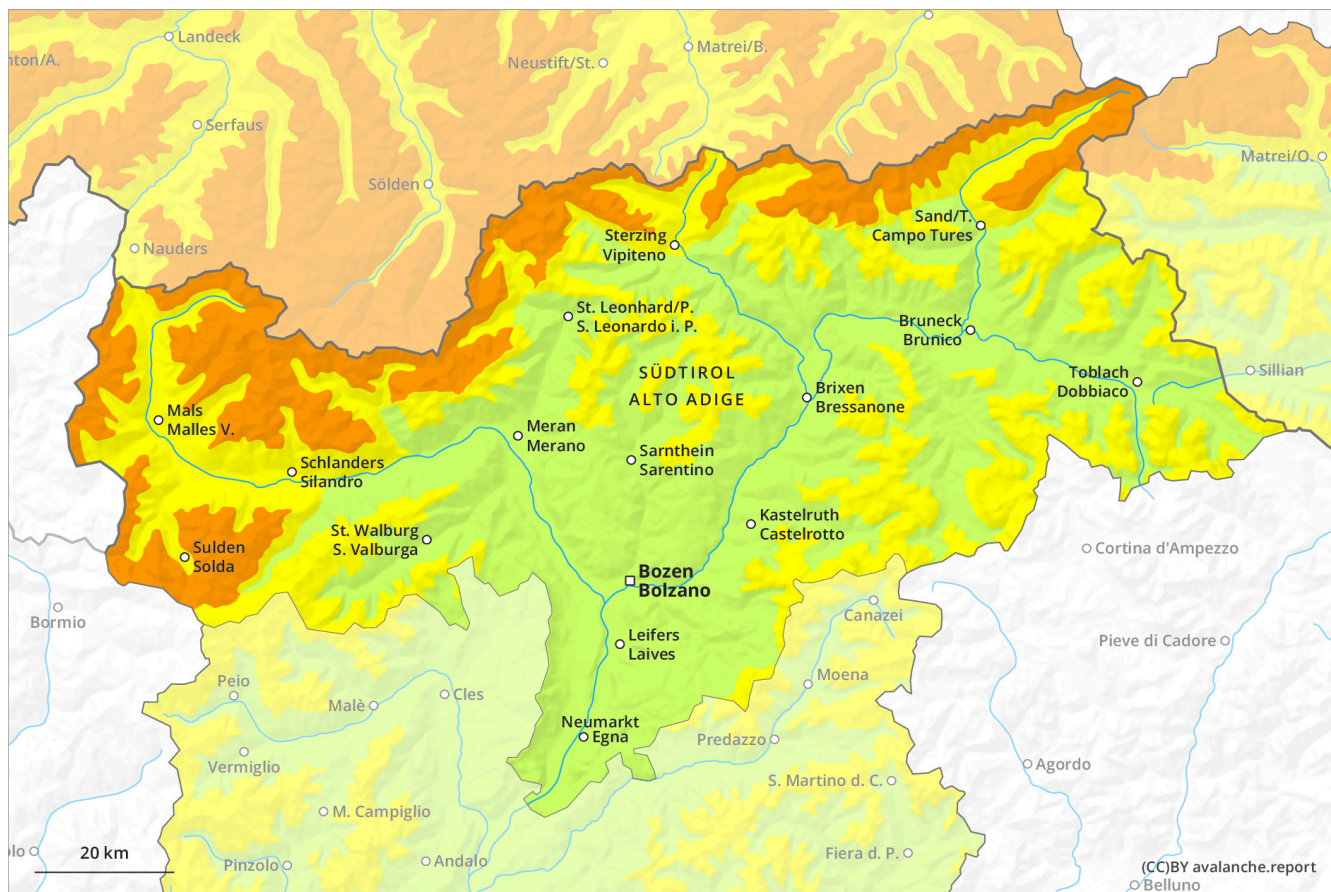 Landeck
nton/A.
Matrei/B.
Neustift/St.
Serfaus
Matrei/O.
Sölden
Nauders
Sand/T.
Campo Tures
Sterzing
Vipiteno
St. Leonhard/P.
S. Leonardo i. P.
Bruneck
Brunico
SÜDTIROL
ALTO ADIGE
Toblach
Dobbiaco
Sillian
Brixen
Bressanone
Mals
Malles V.
Meran
Merano
Sarnthein
Sarentino
Schlanders
Silandro
Kastelruth
Castelrotto
St. Walburg
S. Valburga
Sulden
Solda
Cortina d'Ampezzo
Bozen
Bolzano
Bormio
Canazei
Leifers
Laives
Pieve di Cadore
Peio
Moena
Malè
Cles
Neumarkt
Egna
Predazzo
Vermiglio
Agordo
S. Martino d. C.
M. Campiglio
olo
20 km
Pinzolo
Andalo
Fiera d. P.
(CC)BY avalanche.report
Belluno